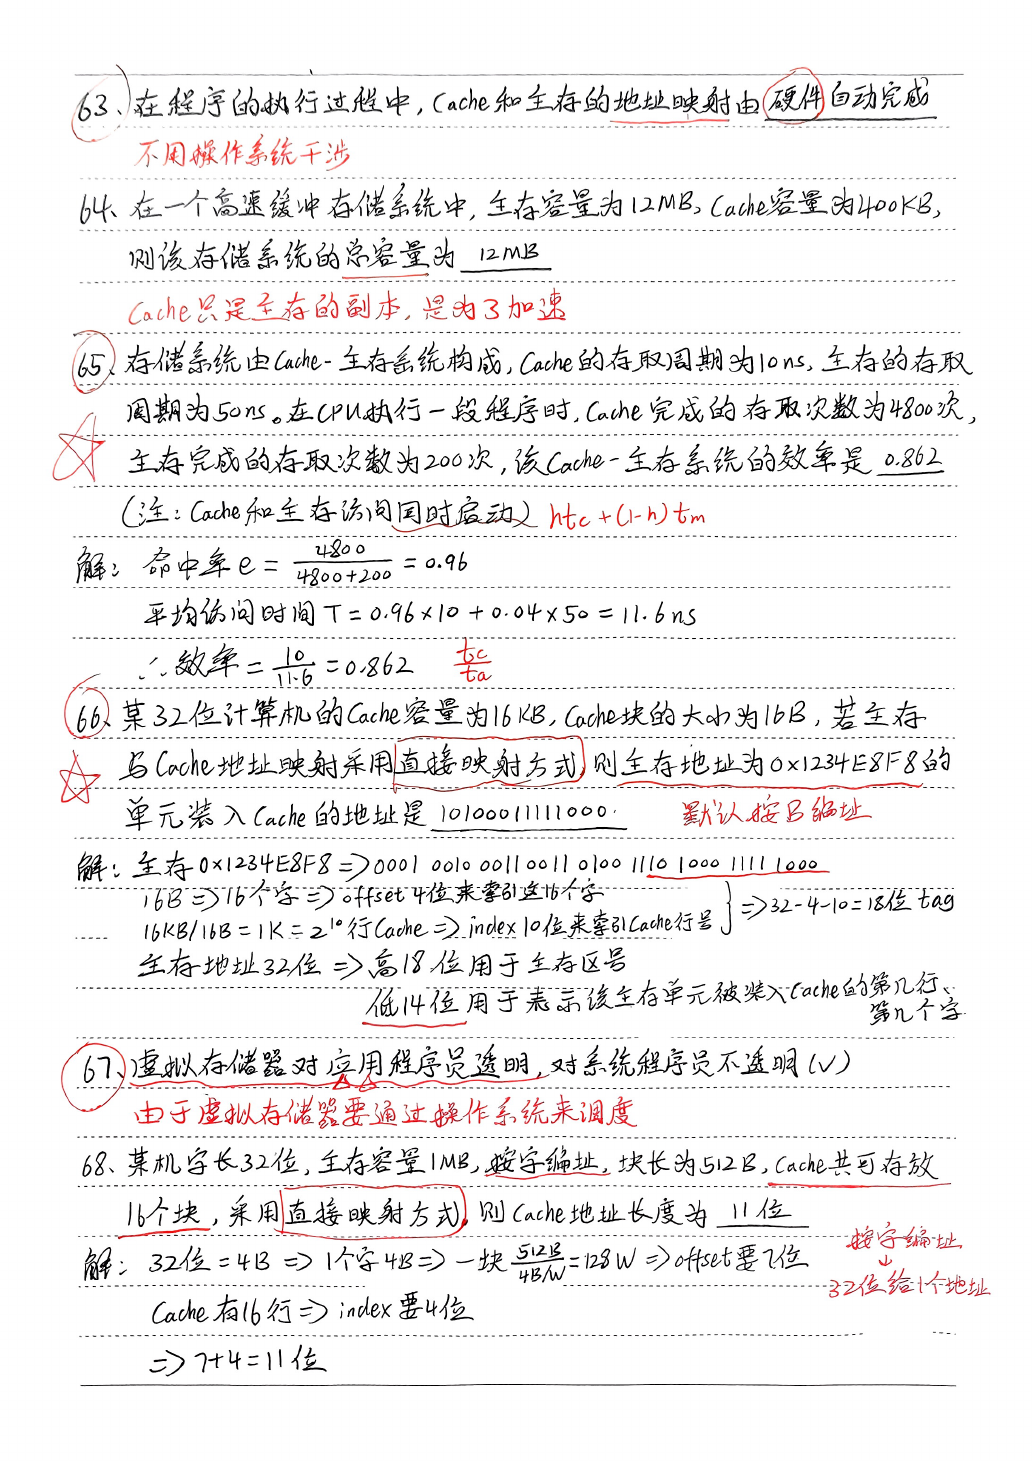 63、在程序的执行过程中，Cache和主存的地址映射由硬件自动完成
不用操作系统干涉
64、在一个高速缓冲存储系统中，主存容量为12MB，Cache容量为400KB，
则该存储系统的总容量为 12MB
Cache只是主存的副本，是为了加速
65、存储系统由Cache-主存系统构成，Cache的存取周期为10ns，主存的存取
周期为50ns。在CPU执行一段程序时，Cache完成的存取次数为4800次，
主存完成的存取次数为200次，该Cache-主存系统的效率是 0.862
（注：Cache和主存访问同时启动） htc+(1-h)tm
解： 命中率e = 4800/4800+200 = 0.96
平均访问时间T=0.96×10+0.04×50=11.6ns
∴效率 = 10/11.6 = 0.862 tc/ta
66、某32位计算机的Cache容量为16KB，Cache块的大小为16B，若主存
与Cache地址映射采用直接映射方式，则主存地址为0x1234E8F8的
单元装入Cache的地址是 10100011111000. 默认按B编址
解：主存0x1234E8F8⇒0001 0010 0011 0011 0100 1110 1000 1111 1000
16B⇒16个字⇒offset 4位来索引这16个字
16KB/16B=1K=2^10行Cache⇒index 10位来索引Cache行号 } ⇒32-4-10=18位 tag
主存地址32位⇒高18位用于主存区号
低14位用于表示该主存单元被装入Cache的第几行、
第几个字
67、虚拟存储器对应用程序员透明，对系统程序员不透明（√）
由于虚拟存储器要通过操作系统来调度
68、某机字长32位，主存容量1MB，按字编址，块长为512B，Cache共可存放
16个块，采用直接映射方式，则Cache地址长度为 11位
解： 32位=4B⇒1个字4B⇒一块 512B/4B/W =128W⇒offset要7位
按字编址
↓
32位给1个地址
Cache有16行⇒index要4位
⇒7+4=11位